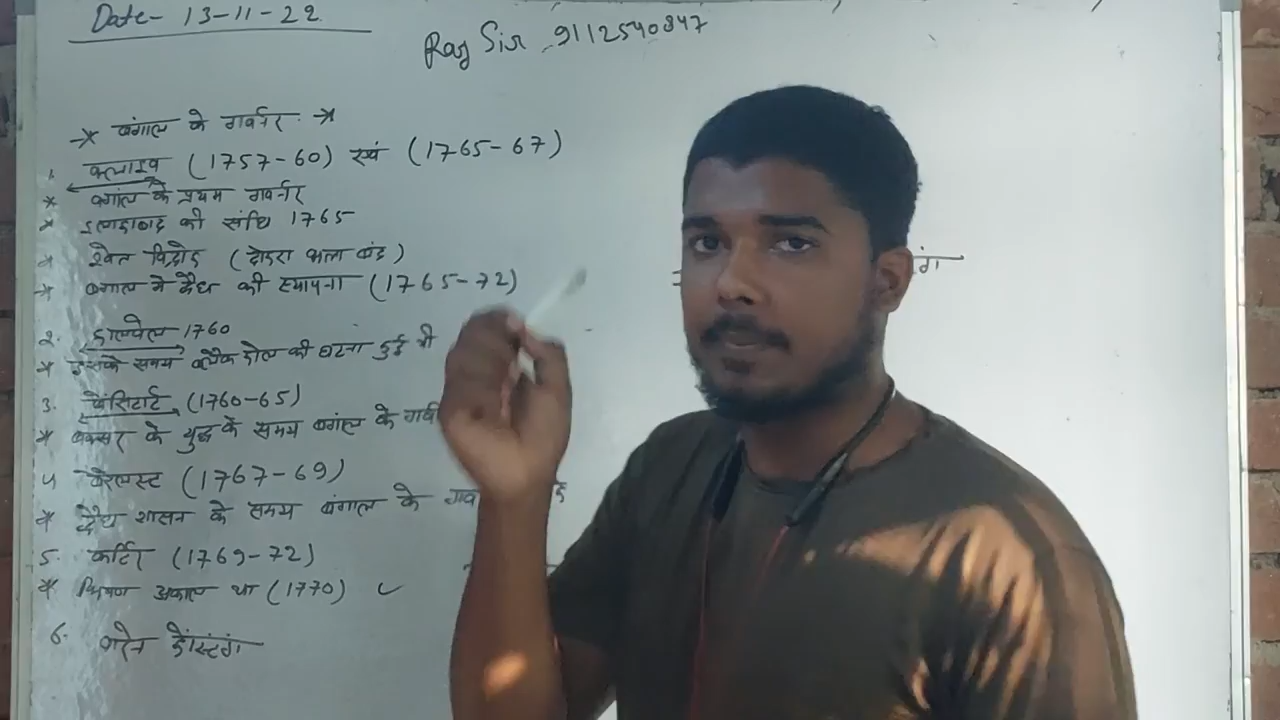 Date- 13-11-22
Raj Sir 9112540847
बंगाल के गवर्नर
1. क्लाइव (1757-60) एवं (1765-67)
* बंगाल के प्रथम गवर्नर
* इलाहाबाद की संधि 1765
* श्वेत विद्रोह (दोहरा भत्ता बंद)
* बंगाल में द्वैध की स्थापना (1765-72)
2. हालवेल 1760
* इसके समय ब्लैक होल की घटना हुई थी
3. वेंसिटार्ट (1760-65)
* बक्सर के युद्ध के समय बंगाल के
4 वेरेलस्ट (1767-69)
* द्वैध शासन के समय बंगाल के
5. कर्टियर (1769-72)
* भिषण अकाल था (1770)
6. वारेन हेस्टिंग